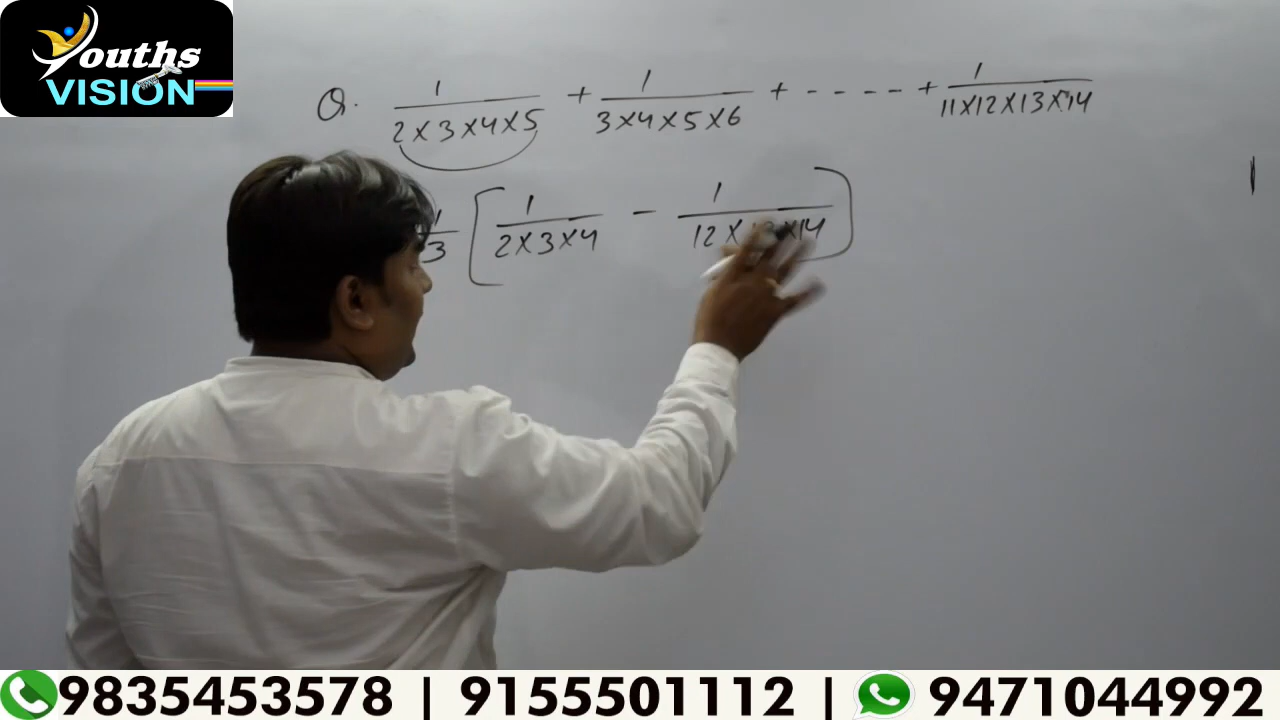 Youths
VISION
Q. 1/(2×3×4×5) + 1/(3×4×5×6) + - - - - + 1/(11×12×13×14)
1/3 [ 1/(2×3×4) - 1/(12×13×14) ]
9835453578 | 9155501112 | 9471044992